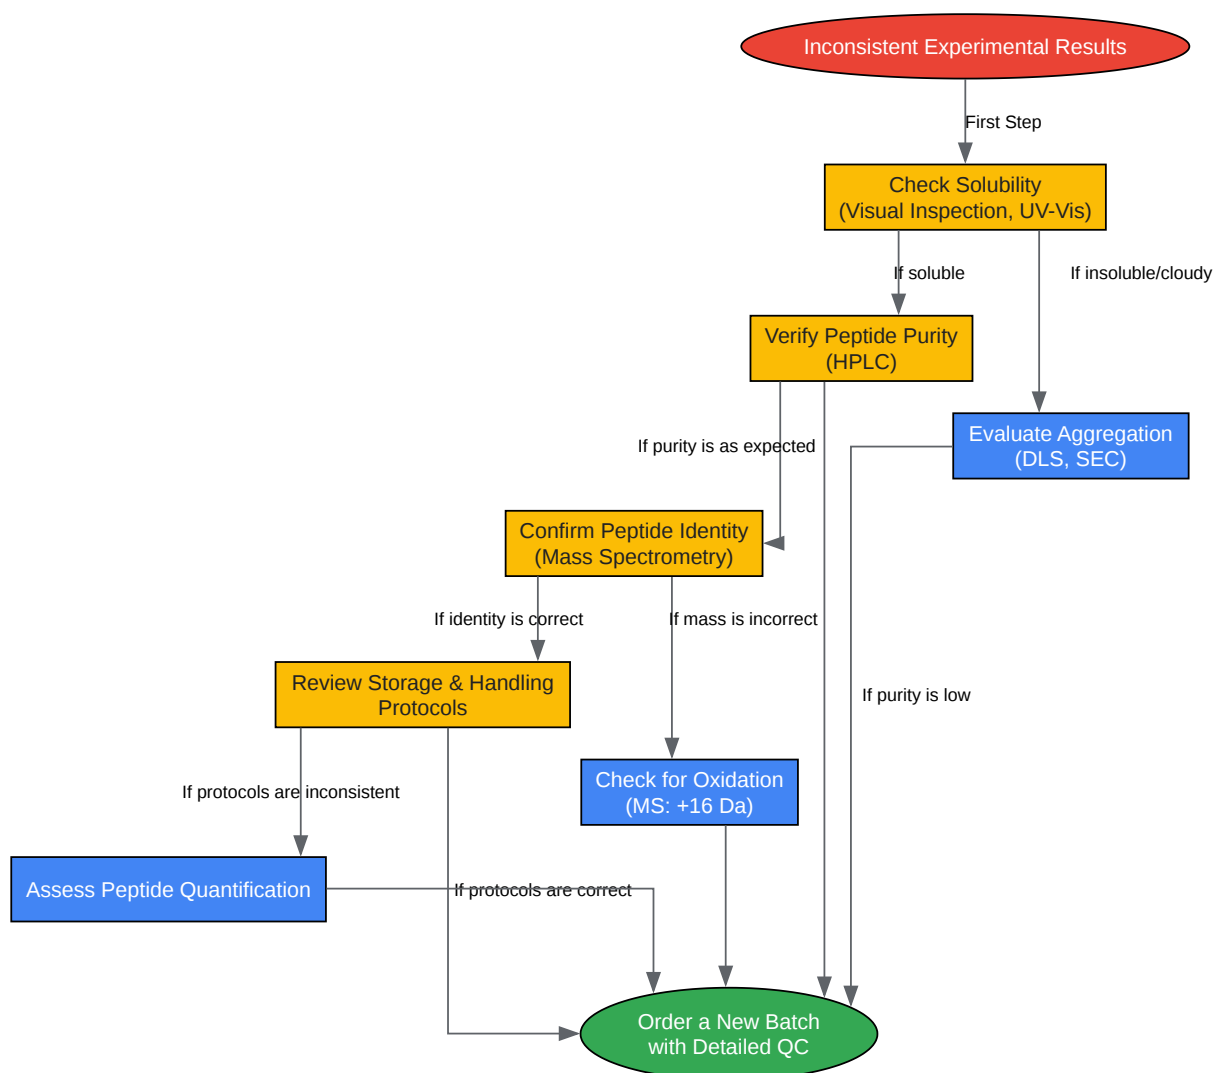 Inconsistent Experimental Results
First Step
Check Solubility
(Visual Inspection, UV-Vis)
If soluble
If insoluble/cloudy
Verify Peptide Purity
(HPLC)
Evaluate Aggregation
(DLS, SEC)
If purity is as expected
Confirm Peptide Identity
(Mass Spectrometry)
If identity is correct
If mass is incorrect
Review Storage & Handling
Protocols
If purity is low
Check for Oxidation
(MS: +16 Da)
If protocols are inconsistent
Assess Peptide Quantification
If protocols are correct
Order a New Batch
with Detailed QC